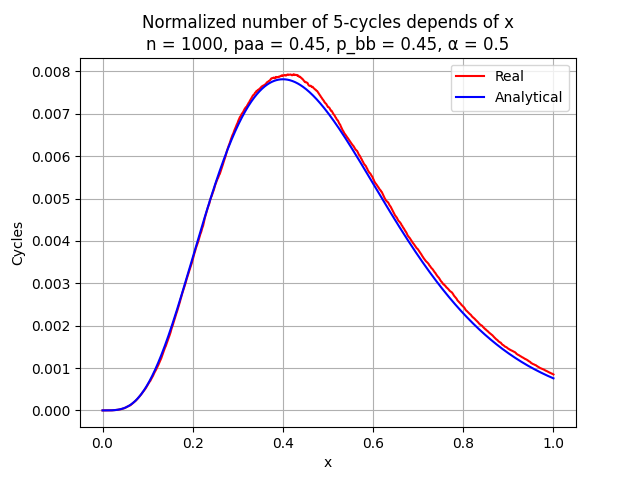 Normalized number of 5-cycles depends of x
n = 1000, paa = 0.45, p_bb = 0.45, α = 0.5
Real
Analytical
Cycles
0.008
0.007
0.006
0.005
0.004
0.003
0.002
0.001
0.000
0.0 0.2 0.4 0.6 0.8 1.0
x